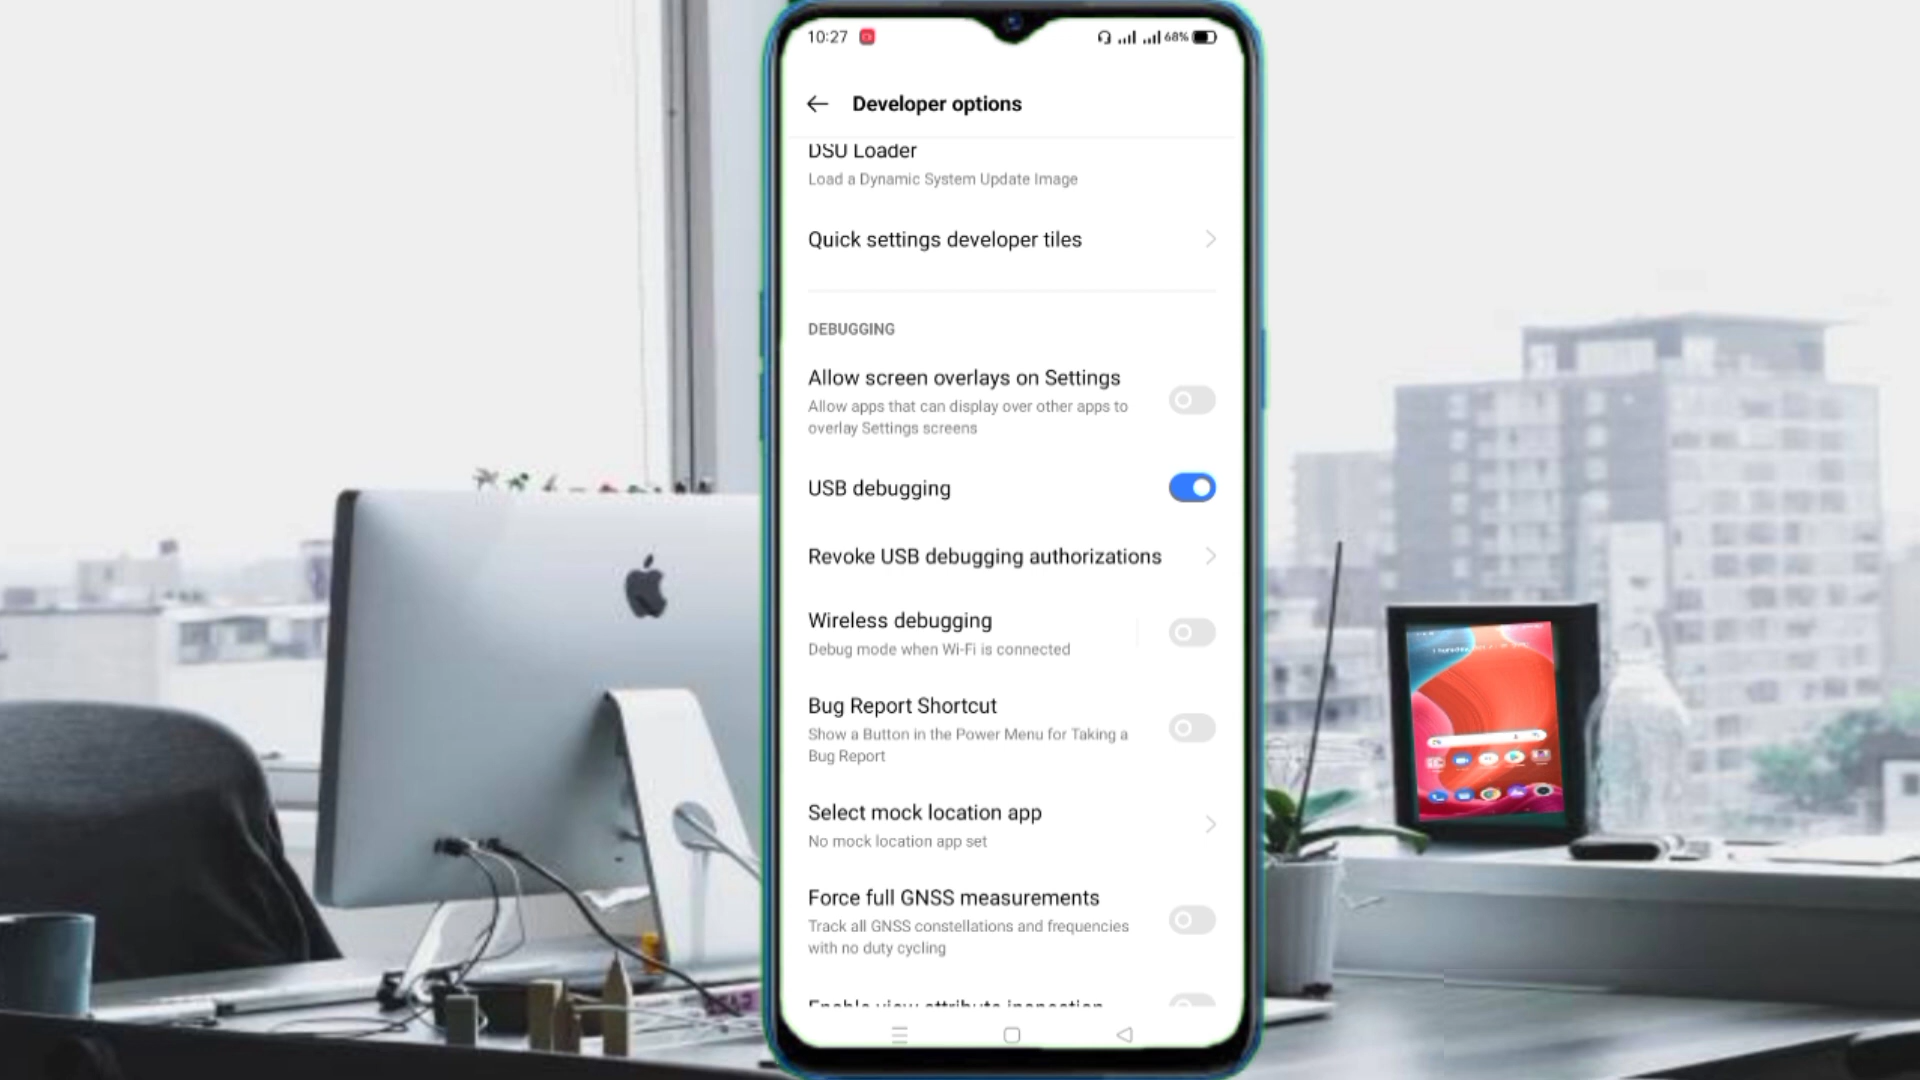 10:27
68%
Developer options
DSU Loader
Load a Dynamic System Update Image
Quick settings developer tiles
DEBUGGING
Allow screen overlays on Settings
Allow apps that can display over other apps to
overlay Settings screens
USB debugging
Revoke USB debugging authorizations
Wireless debugging
Debug mode when Wi-Fi is connected
Bug Report Shortcut
Show a Button in the Power Menu for Taking a
Bug Report
Select mock location app
No mock location app set
Force full GNSS measurements
Track all GNSS constellations and frequencies
with no duty cycling
Enable view attribute inspection